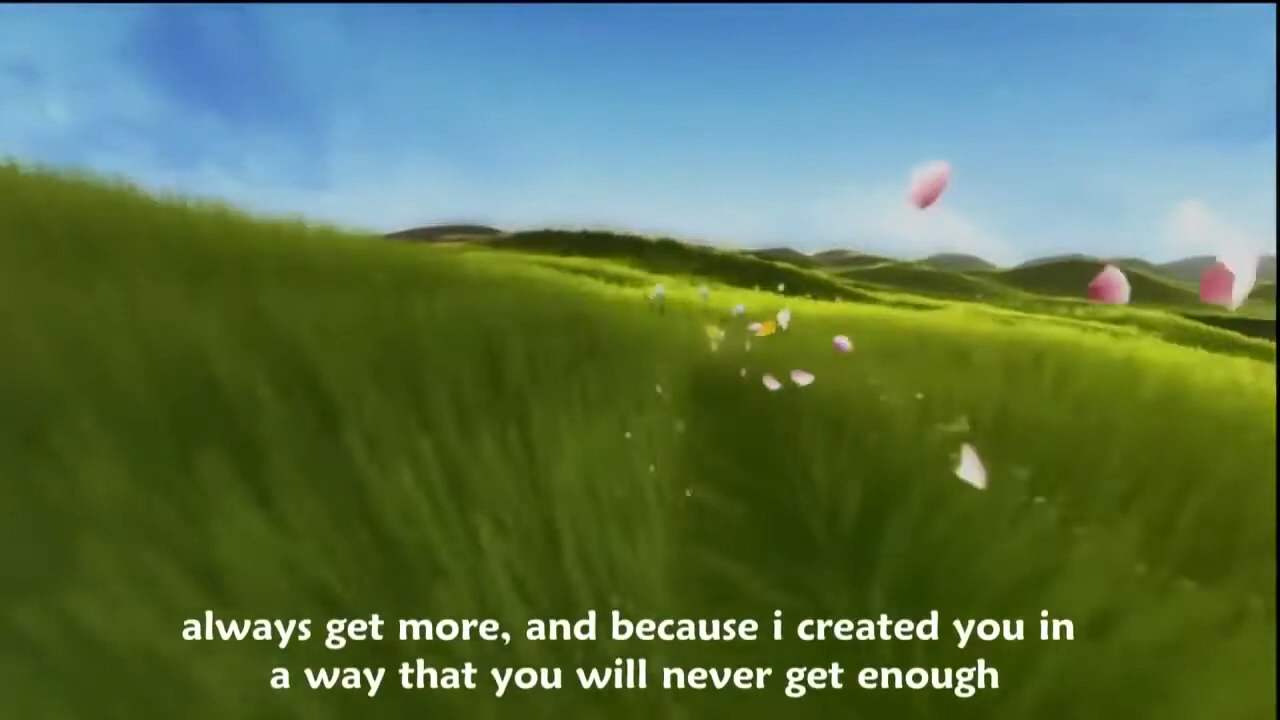 always get more, and because i created you in
a way that you will never get enough